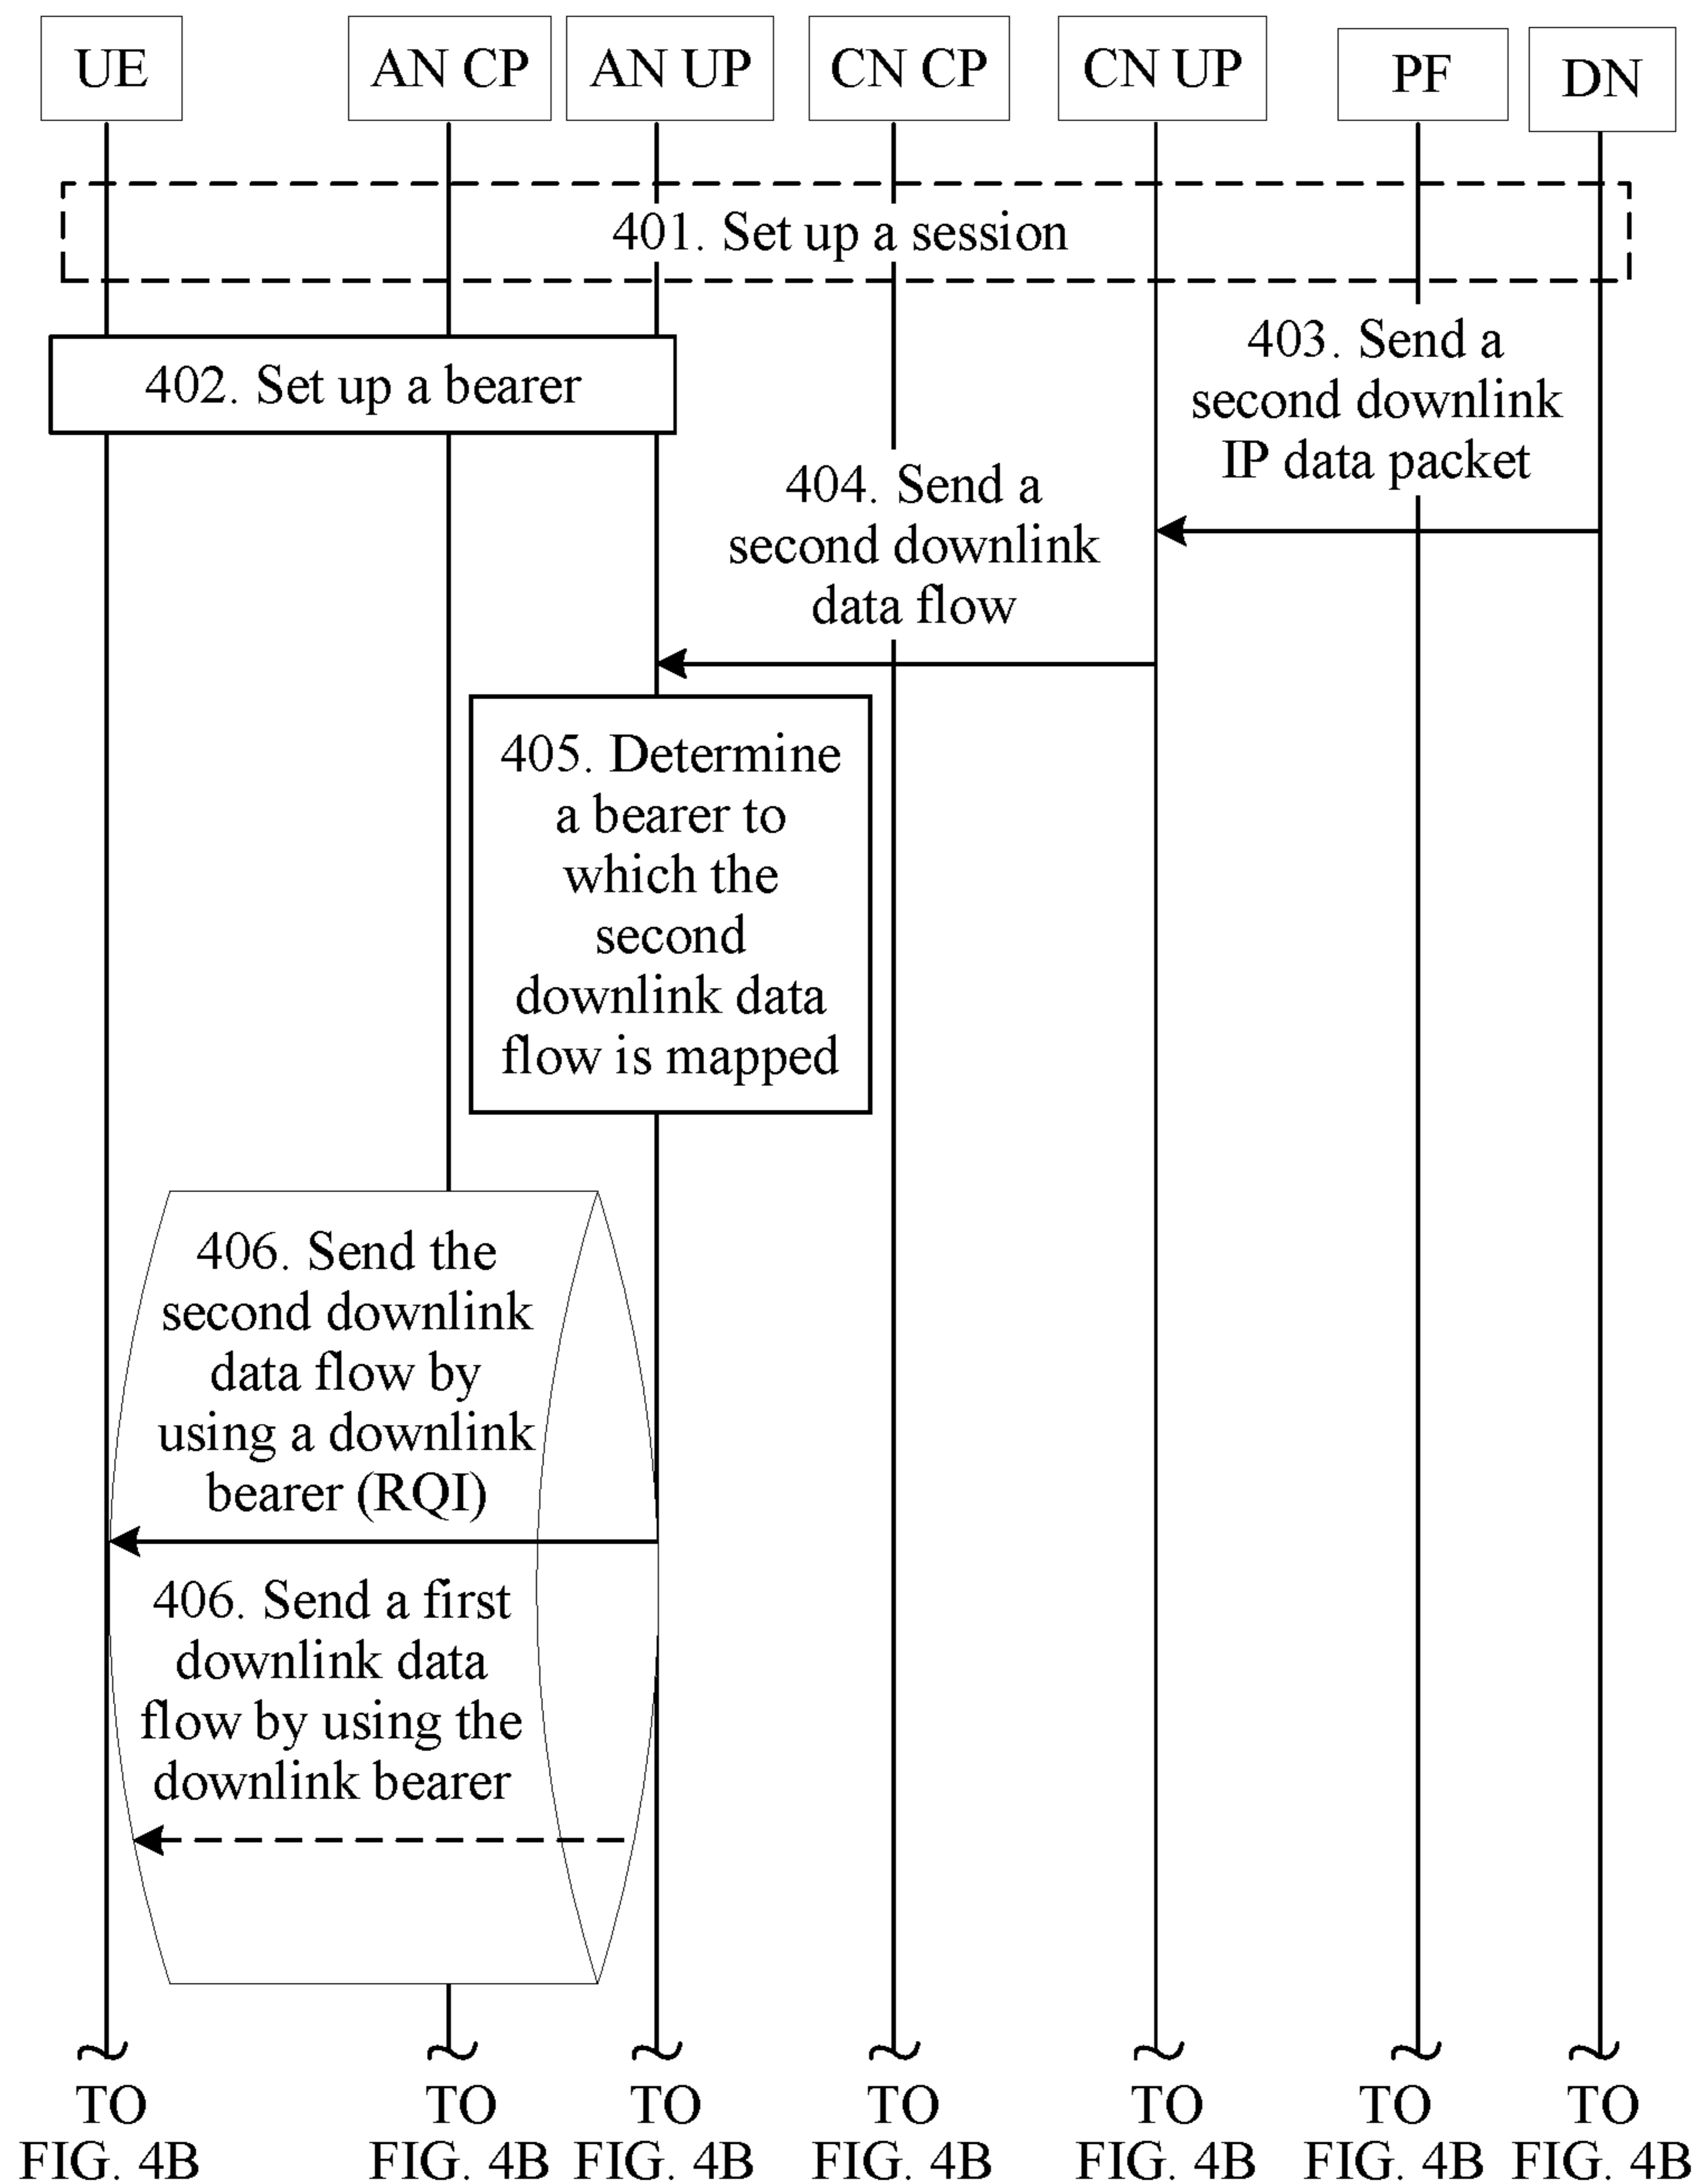 UE
AN CP
AN UP
CN CP
CN UP
PF
DN
401. Set up a session
402. Set up a bearer
403. Send a
second downlink
IP data packet
404. Send a
second downlink
data flow
405. Determine
a bearer to
which the
second
downlink data
flow is mapped
406. Send the
second downlink
data flow by
using a downlink
bearer (RQI)
406. Send a first
downlink data
flow by using the
downlink bearer
TO
FIG. 4B
TO
FIG. 4B
TO
FIG. 4B
TO
FIG. 4B
TO
FIG. 4B
TO
FIG. 4B
TO
FIG. 4B